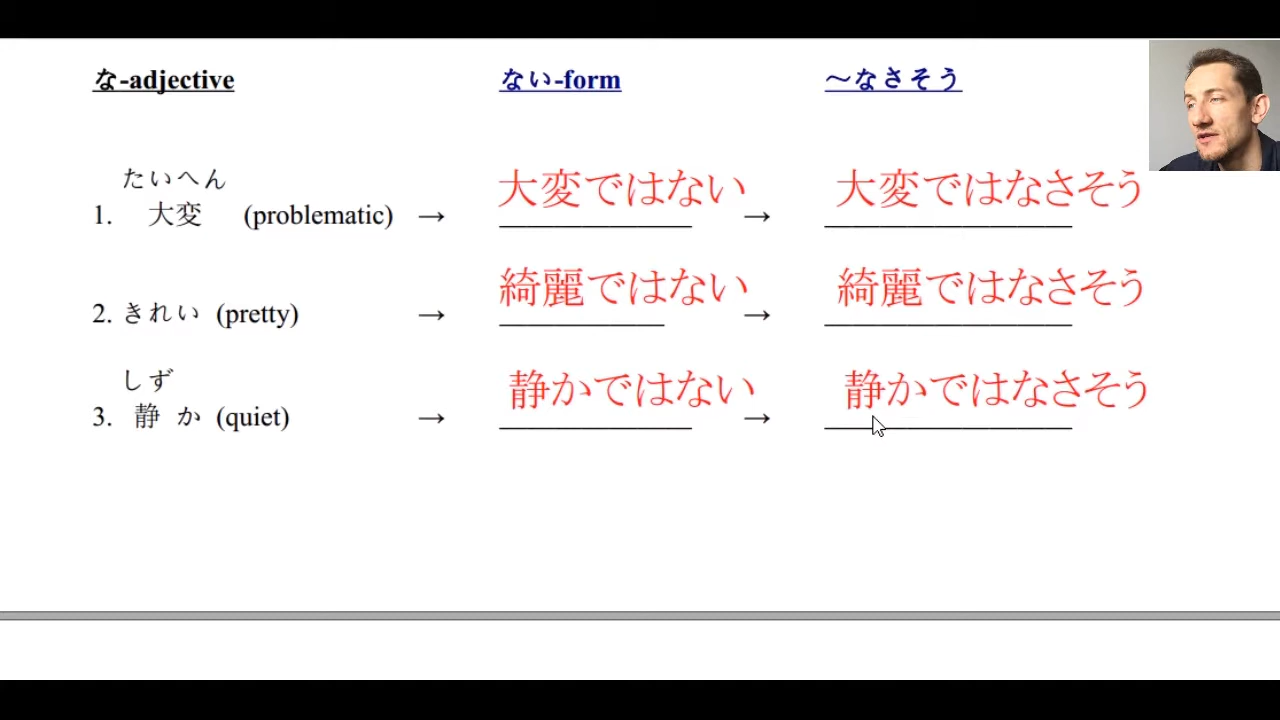 な-adjective ない-form ～なさそう
たいへん
1. 大変 (problematic) → 大変ではない → 大変ではなさそう
2. きれい (pretty) → 綺麗ではない → 綺麗ではなさそう
しず
3. 静か (quiet) → 静かではない → 静かではなさそう